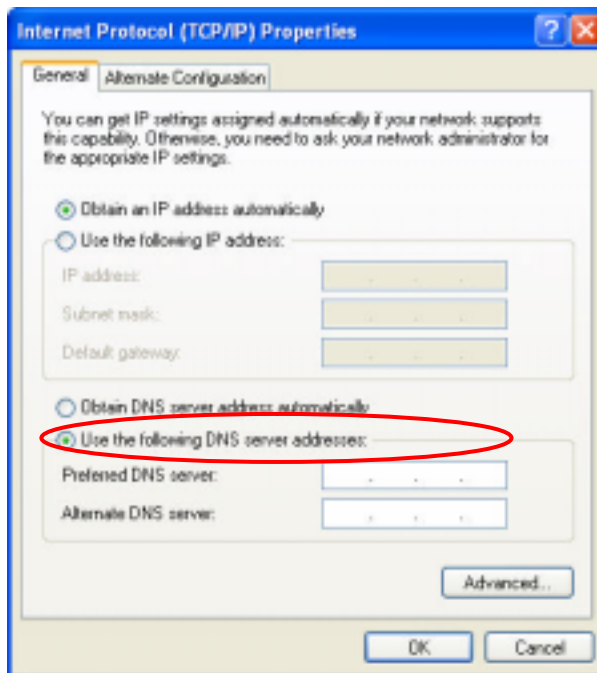 Internet Protocol (TCP/IP) Properties
General
Alternate Configuration
You can get IP settings assigned automatically if your network supports
this capability. Otherwise, you need to ask your network administrator for
the appropriate IP settings.
Obtain an IP address automatically
Use the following IP address:
IP address:
Subnet mask:
Default gateway:
Obtain DNS server address automatically
Use the following DNS server addresses:
Preferred DNS server:
Alternate DNS server:
Advanced...
OK
Cancel